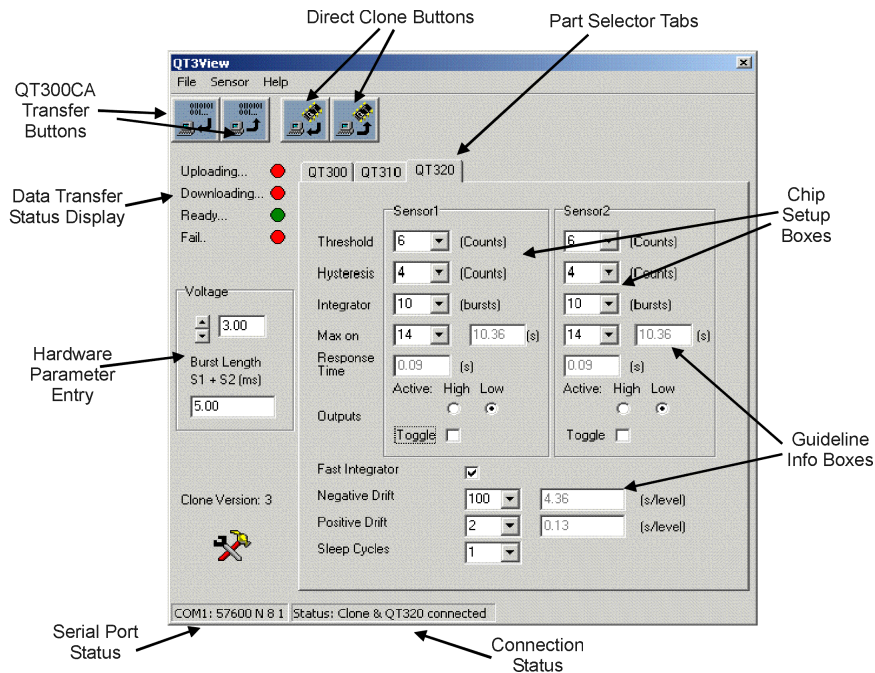 Direct Clone Buttons
Part Selector Tabs
QT300CA
Transfer
Buttons
QT3View
File Sensor Help
0110101
001...
0110101
001...
Uploading...
Downloading...
Ready...
Fail..
Data Transfer
Status Display
QT300 QT310 QT320
Chip
Setup
Boxes
Sensor1 Sensor2
Threshold 6 (Counts) 6 (Counts)
Hysteresis 4 (Counts) 4 (Counts)
Integrator 10 (bursts) 10 (bursts)
Max on 14 10.36 (s) 14 10.36 (s)
Response
Time 0.09 (s) 0.09 (s)
Active: High Low Active: High Low
Outputs
Toggle Toggle
Voltage
3.00
Burst Length
S1 + S2 (ms)
5.00
Hardware
Parameter
Entry
Guideline
Info Boxes
Fast Integrator
Negative Drift 100 4.36 (s/level)
Positive Drift 2 0.13 (s/level)
Sleep Cycles 1
Clone Version: 3
COM1: 57600 N 8 1 Status: Clone & QT320 connected
Serial Port
Status
Connection
Status